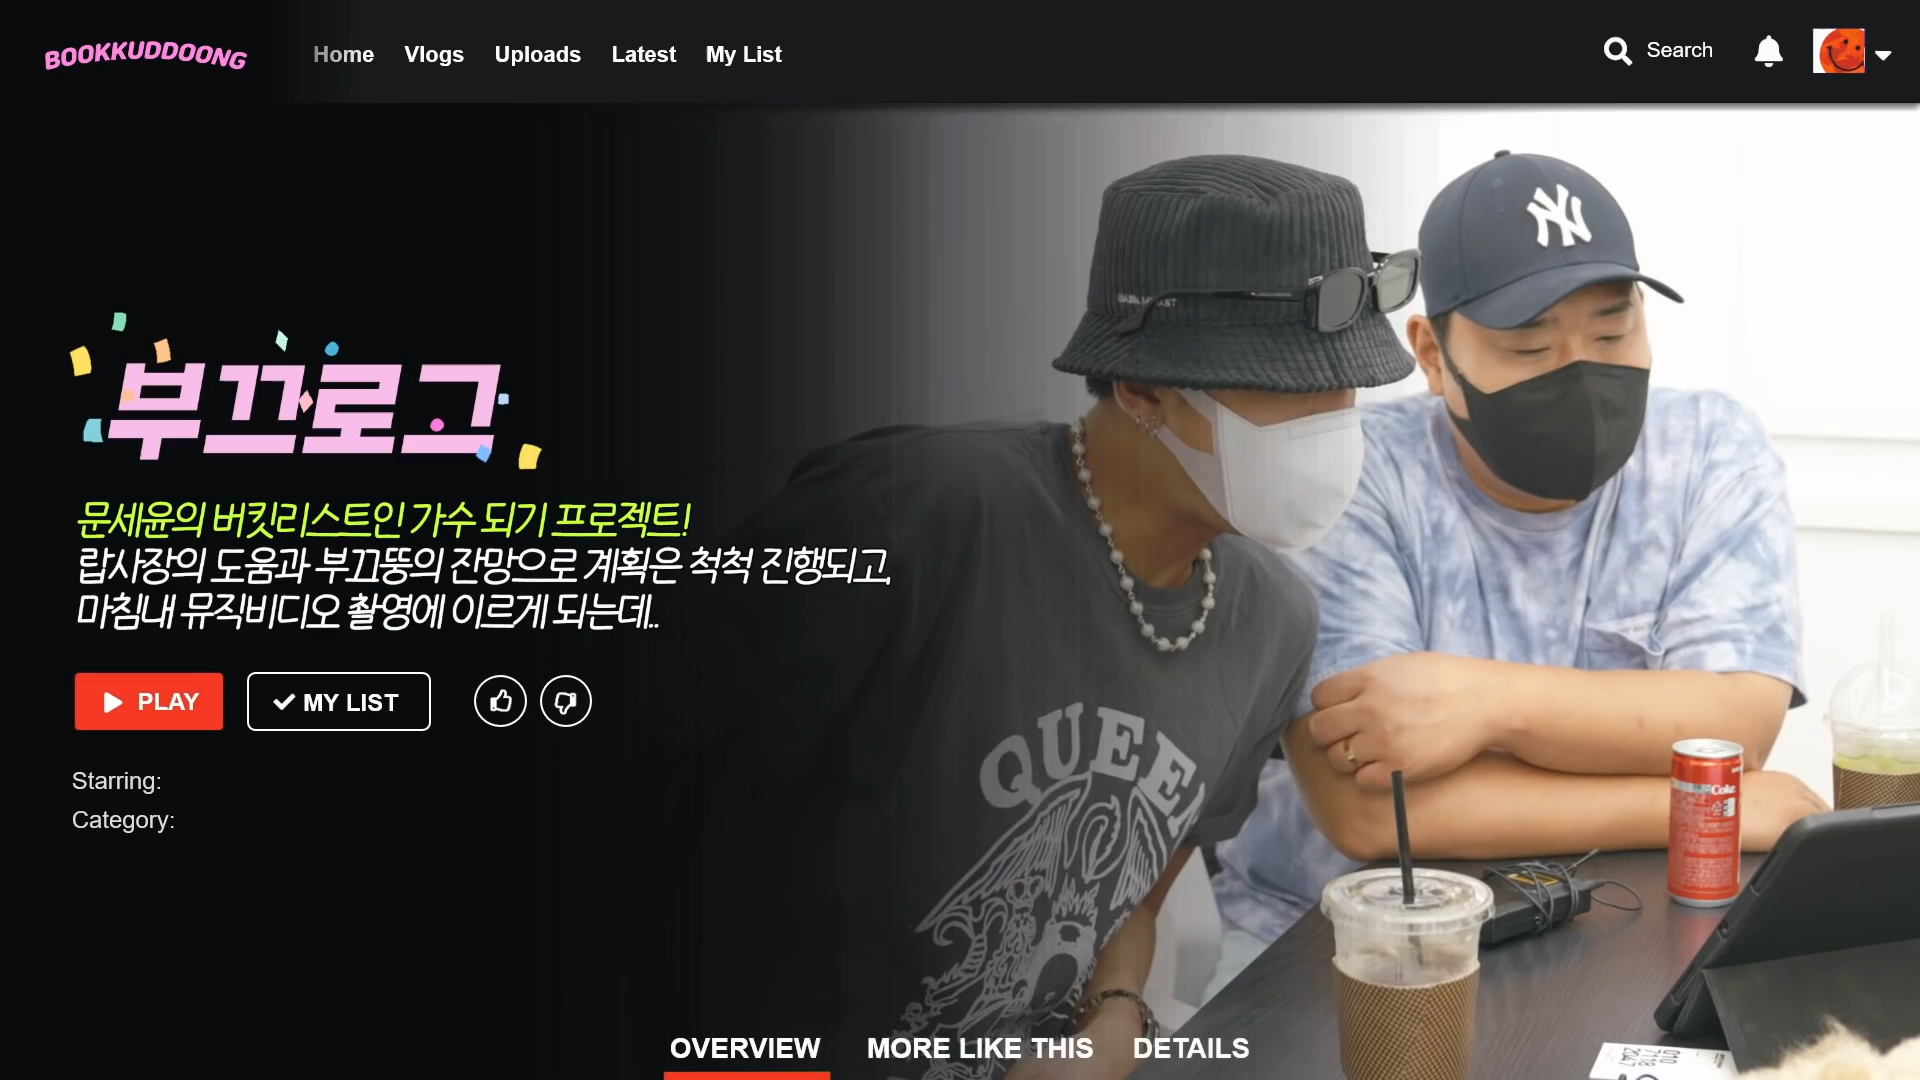 BOOKKUDDOONG
Home Vlogs Uploads Latest My List
Search
NY
부끄로그
문세윤의 버킷리스트인 가수 되기 프로젝트!
랍사장의 도움과 부끄뚱의 잔망으로 계획은 척척 진행되고,
마침내 뮤직비디오 촬영에 이르게 되는데..
PLAY
MY LIST
QUEEN
Starring:
Category:
Coke
OVERVIEW MORE LIKE THIS DETAILS